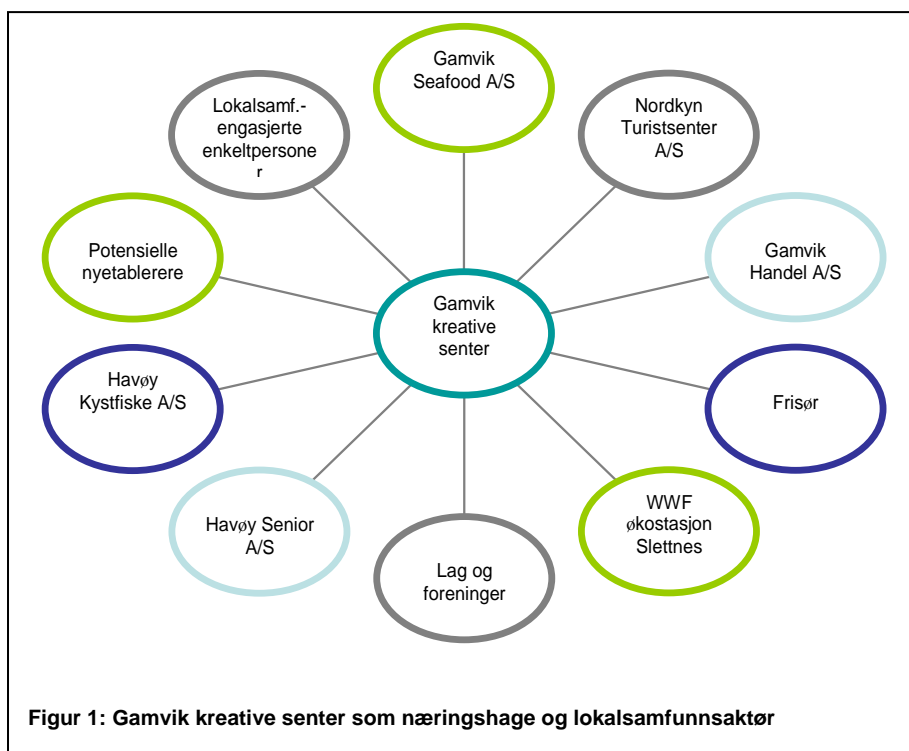 Gamvik
Seafood A/S
Nordkyn
Turistsenter
A/S
Gamvik
Handel A/S
Frisør
WWF
økostasjon
Slettnes
Lag og
foreninger
Havøy Senior
A/S
Havøy
Kystfiske A/S
Potensielle
nyetablerere
Lokalsamf.-
engasjerte
enkeltpersone
r
Gamvik
kreative
senter
Figur 1: Gamvik kreative senter som næringshage og lokalsamfunnsaktør